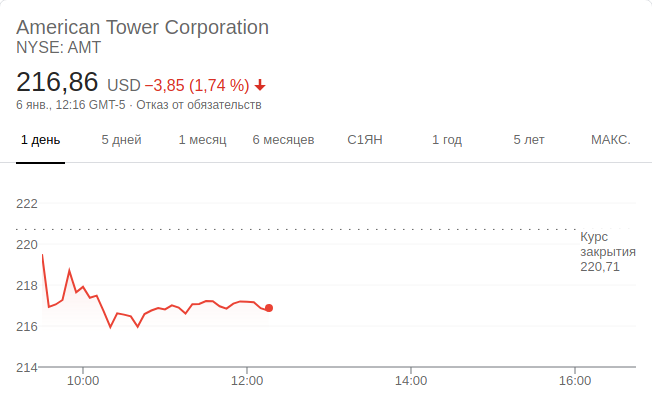 American Tower Corporation
NYSE: AMT
216,86 USD −3,85 (1,74 %)
6 янв., 12:16 GMT-5 · Отказ от обязательств
1 день 5 дней 1 месяц 6 месяцев С1ЯН 1 год 5 лет МАКС.
222
220
218
216
214
Курс
закрытия
220,71
10:00 12:00 14:00 16:00